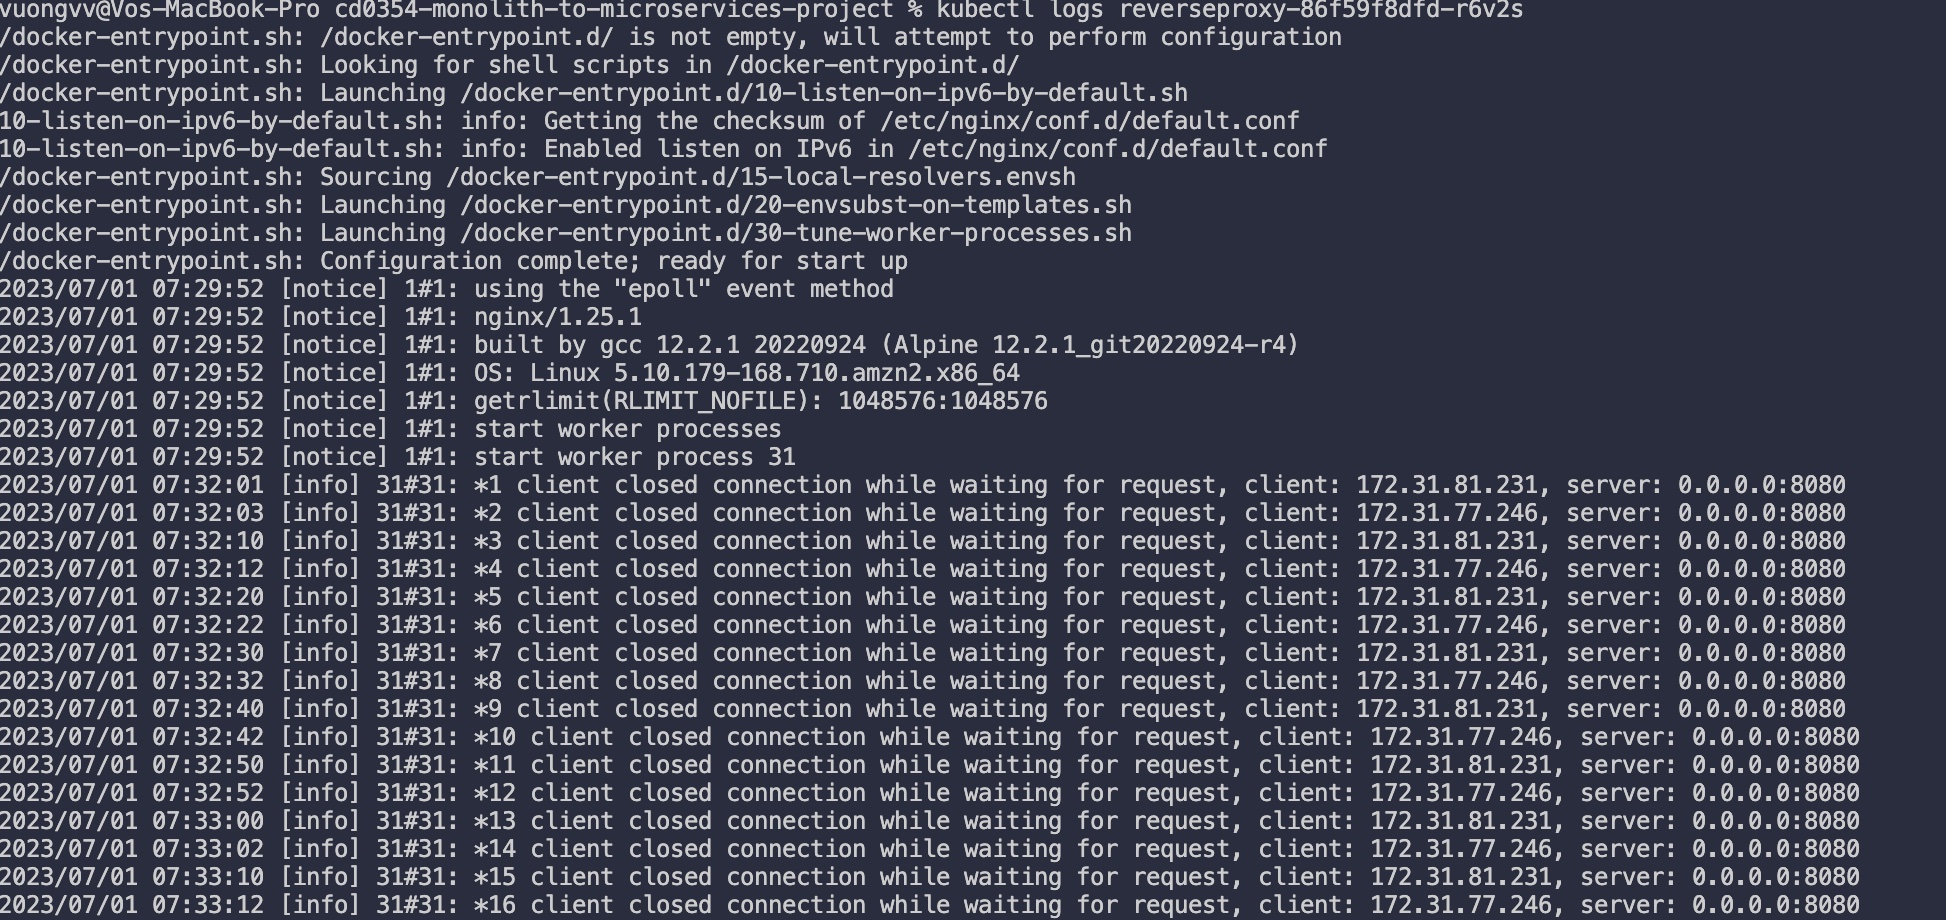 vuongvv@Vos-MacBook-Pro cd0354-monolith-to-microservices-project % kubectl logs reverseproxy-86f59f8dfd-r6v2s
/docker-entrypoint.sh: /docker-entrypoint.d/ is not empty, will attempt to perform configuration
/docker-entrypoint.sh: Looking for shell scripts in /docker-entrypoint.d/
/docker-entrypoint.sh: Launching /docker-entrypoint.d/10-listen-on-ipv6-by-default.sh
10-listen-on-ipv6-by-default.sh: info: Getting the checksum of /etc/nginx/conf.d/default.conf
10-listen-on-ipv6-by-default.sh: info: Enabled listen on IPv6 in /etc/nginx/conf.d/default.conf
/docker-entrypoint.sh: Sourcing /docker-entrypoint.d/15-local-resolvers.envsh
/docker-entrypoint.sh: Launching /docker-entrypoint.d/20-envsubst-on-templates.sh
/docker-entrypoint.sh: Launching /docker-entrypoint.d/30-tune-worker-processes.sh
/docker-entrypoint.sh: Configuration complete; ready for start up
2023/07/01 07:29:52 [notice] 1#1: using the "epoll" event method
2023/07/01 07:29:52 [notice] 1#1: nginx/1.25.1
2023/07/01 07:29:52 [notice] 1#1: built by gcc 12.2.1 20220924 (Alpine 12.2.1_git20220924-r4)
2023/07/01 07:29:52 [notice] 1#1: OS: Linux 5.10.179-168.710.amzn2.x86_64
2023/07/01 07:29:52 [notice] 1#1: getrlimit(RLIMIT_NOFILE): 1048576:1048576
2023/07/01 07:29:52 [notice] 1#1: start worker processes
2023/07/01 07:29:52 [notice] 1#1: start worker process 31
2023/07/01 07:32:01 [info] 31#31: *1 client closed connection while waiting for request, client: 172.31.81.231, server: 0.0.0.0:8080
2023/07/01 07:32:03 [info] 31#31: *2 client closed connection while waiting for request, client: 172.31.77.246, server: 0.0.0.0:8080
2023/07/01 07:32:10 [info] 31#31: *3 client closed connection while waiting for request, client: 172.31.81.231, server: 0.0.0.0:8080
2023/07/01 07:32:12 [info] 31#31: *4 client closed connection while waiting for request, client: 172.31.77.246, server: 0.0.0.0:8080
2023/07/01 07:32:20 [info] 31#31: *5 client closed connection while waiting for request, client: 172.31.81.231, server: 0.0.0.0:8080
2023/07/01 07:32:22 [info] 31#31: *6 client closed connection while waiting for request, client: 172.31.77.246, server: 0.0.0.0:8080
2023/07/01 07:32:30 [info] 31#31: *7 client closed connection while waiting for request, client: 172.31.81.231, server: 0.0.0.0:8080
2023/07/01 07:32:32 [info] 31#31: *8 client closed connection while waiting for request, client: 172.31.77.246, server: 0.0.0.0:8080
2023/07/01 07:32:40 [info] 31#31: *9 client closed connection while waiting for request, client: 172.31.81.231, server: 0.0.0.0:8080
2023/07/01 07:32:42 [info] 31#31: *10 client closed connection while waiting for request, client: 172.31.77.246, server: 0.0.0.0:8080
2023/07/01 07:32:50 [info] 31#31: *11 client closed connection while waiting for request, client: 172.31.81.231, server: 0.0.0.0:8080
2023/07/01 07:32:52 [info] 31#31: *12 client closed connection while waiting for request, client: 172.31.77.246, server: 0.0.0.0:8080
2023/07/01 07:33:00 [info] 31#31: *13 client closed connection while waiting for request, client: 172.31.81.231, server: 0.0.0.0:8080
2023/07/01 07:33:02 [info] 31#31: *14 client closed connection while waiting for request, client: 172.31.77.246, server: 0.0.0.0:8080
2023/07/01 07:33:10 [info] 31#31: *15 client closed connection while waiting for request, client: 172.31.81.231, server: 0.0.0.0:8080
2023/07/01 07:33:12 [info] 31#31: *16 client closed connection while waiting for request, client: 172.31.77.246, server: 0.0.0.0:8080